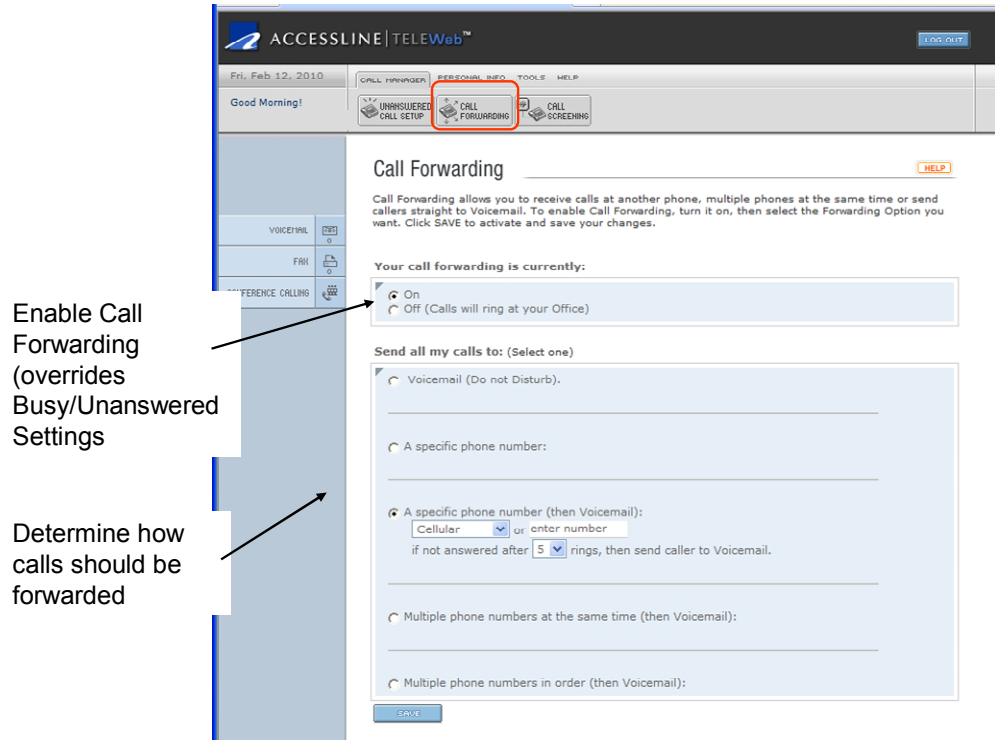 ACCESSLINE | TELEWeb™
LOG OUT
Fri, Feb 12, 2010
CALL MANAGER PERSONAL INFO TOOLS HELP
Good Morning!
UNANSWERED
CALL SETUP
CALL
FORWARDING
CALL
SCREENING
Call Forwarding
HELP
Call Forwarding allows you to receive calls at another phone, multiple phones at the same time or send
callers straight to Voicemail. To enable Call Forwarding, turn it on, then select the Forwarding Option you
want. Click SAVE to activate and save your changes.
VOICEMAIL
0
FAX
0
FERENCE CALLING
Your call forwarding is currently:
On
Off (Calls will ring at your Office)
Enable Call
Forwarding
(overrides
Busy/Unanswered
Settings
Send all my calls to: (Select one)
Voicemail (Do not Disturb).
A specific phone number:
A specific phone number (then Voicemail):
Cellular or enter number
if not answered after 5 rings, then send caller to Voicemail.
Determine how
calls should be
forwarded
Multiple phone numbers at the same time (then Voicemail):
Multiple phone numbers in order (then Voicemail):
SAVE